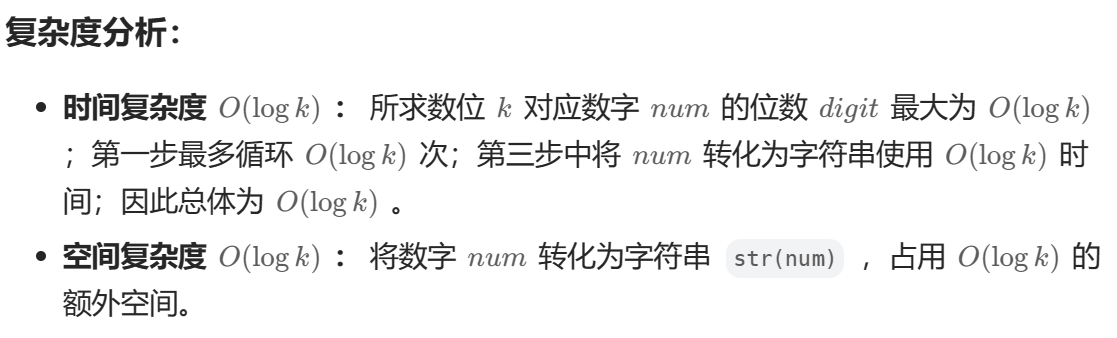 复杂度分析：
• 时间复杂度 O(log k) ： 所求数位 k 对应数字 num 的位数 digit 最大为 O(log k)
；第一步最多循环 O(log k) 次；第三步中将 num 转化为字符串使用 O(log k) 时
间；因此总体为 O(log k) 。
• 空间复杂度 O(log k) ： 将数字 num 转化为字符串 str(num) ，占用 O(log k) 的
额外空间。